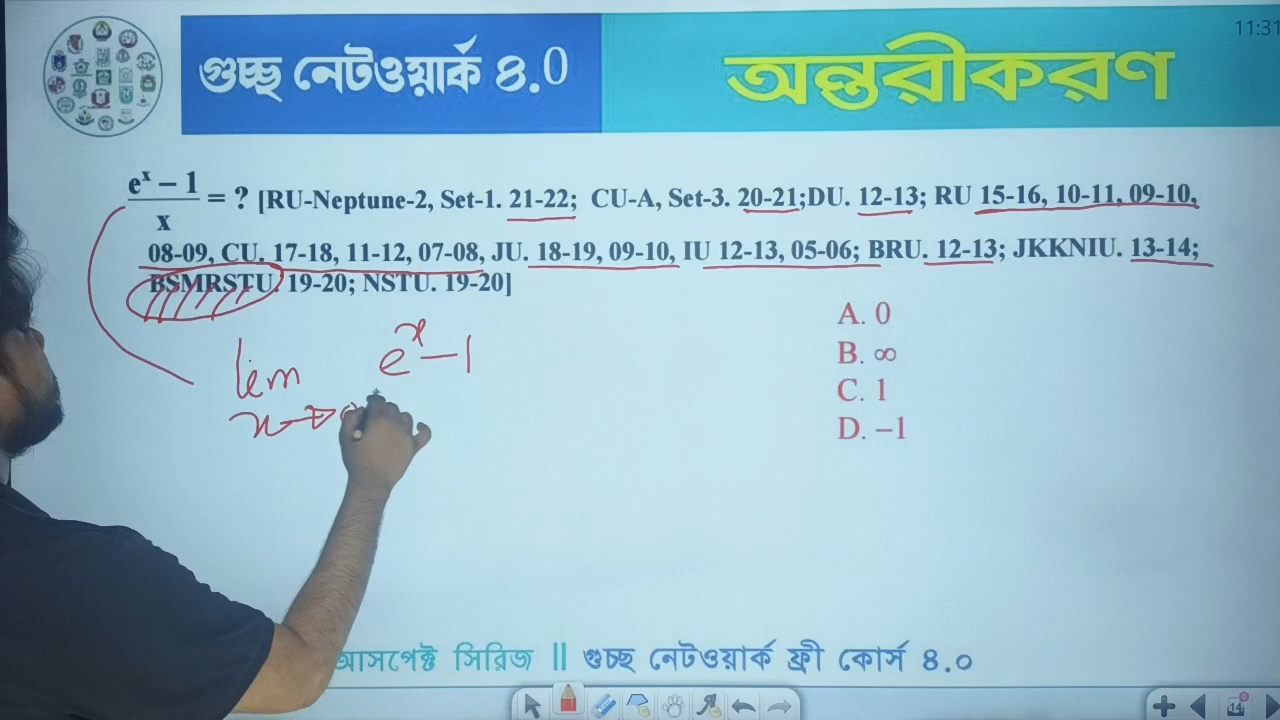 11:31
গুচ্ছ নেটওয়ার্ক ৪.0
অন্তরীকরণ
e^x − 1
/ x = ? [RU-Neptune-2, Set-1. 21-22; CU-A, Set-3. 20-21;DU. 12-13; RU 15-16, 10-11, 09-10,
08-09, CU. 17-18, 11-12, 07-08, JU. 18-19, 09-10, IU 12-13, 05-06; BRU. 12-13; JKKNIU. 13-14;
BSMRSTU. 19-20; NSTU. 19-20]
A. 0
B. ∞
C. 1
D. −1
lim e^x − 1
x→
আসপেক্ট সিরিজ || গুচ্ছ নেটওয়ার্ক ফ্রী কোর্স ৪.০
14